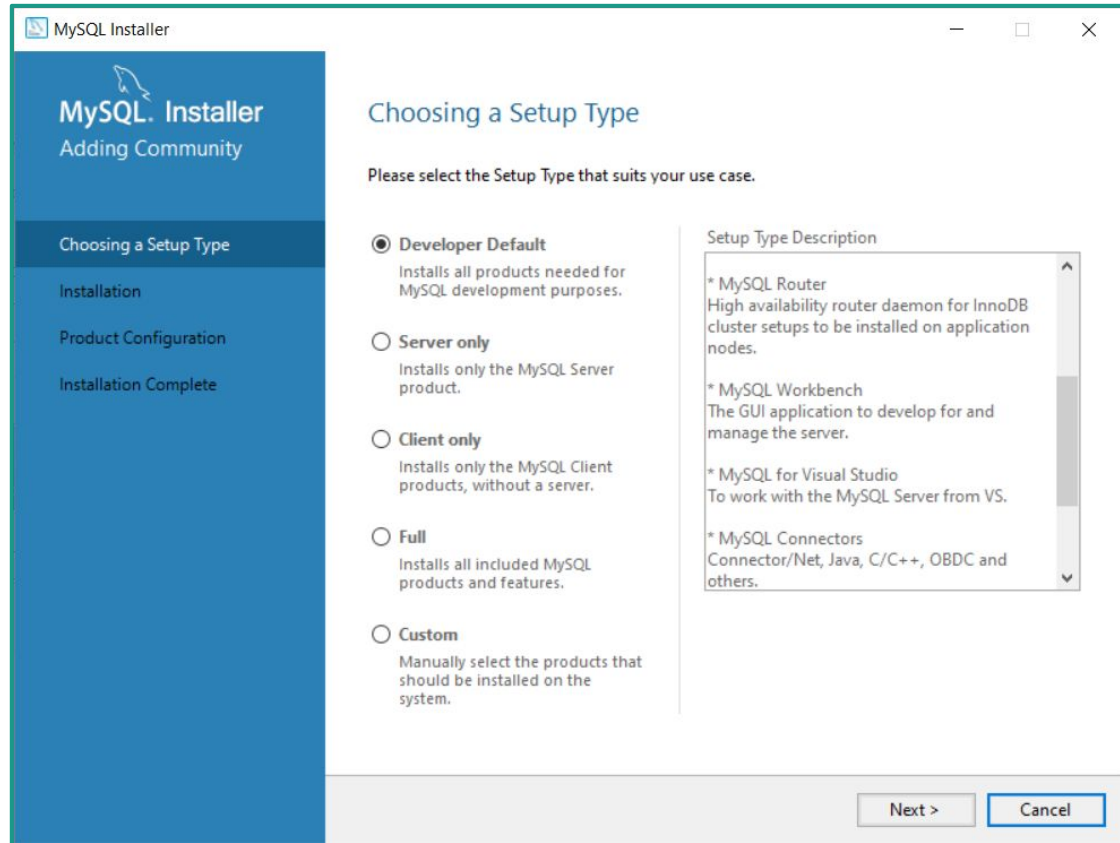 MySQL Installer
MySQL. Installer
Adding Community
Choosing a Setup Type
Installation
Product Configuration
Installation Complete
Choosing a Setup Type
Please select the Setup Type that suits your use case.
Developer Default
Installs all products needed for
MySQL development purposes.
Server only
Installs only the MySQL Server
product.
Client only
Installs only the MySQL Client
products, without a server.
Full
Installs all included MySQL
products and features.
Custom
Manually select the products that
should be installed on the
system.
Setup Type Description
* MySQL Router
High availability router daemon for InnoDB
cluster setups to be installed on application
nodes.
* MySQL Workbench
The GUI application to develop for and
manage the server.
* MySQL for Visual Studio
To work with the MySQL Server from VS.
* MySQL Connectors
Connector/Net, Java, C/C++, OBDC and
others.
Next >
Cancel